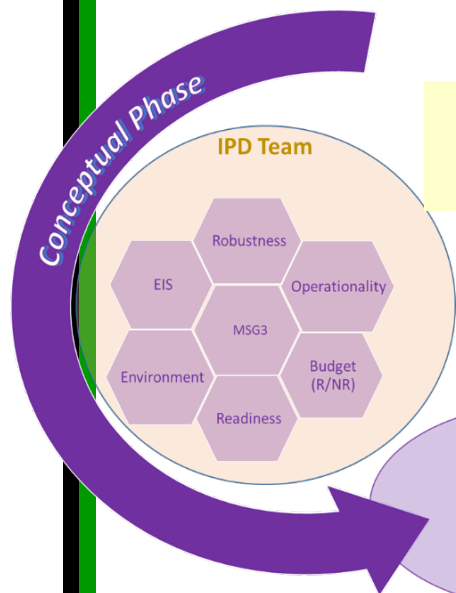 Conceptual Phase
IPD Team
Robustness
EIS
Operationality
MSG3
Environment
Budget
(R/NR)
Readiness